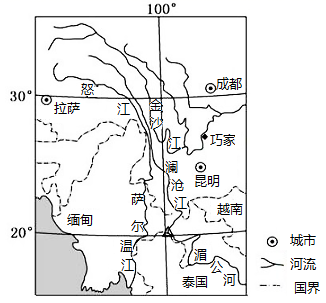 100°
成都
怒
30°
金
拉萨
江
沙
巧家
江
澜
沧
昆明
江
萨
越南
缅甸
尔
20°
温
江
湄
公
河
泰国
城市
河流
国界